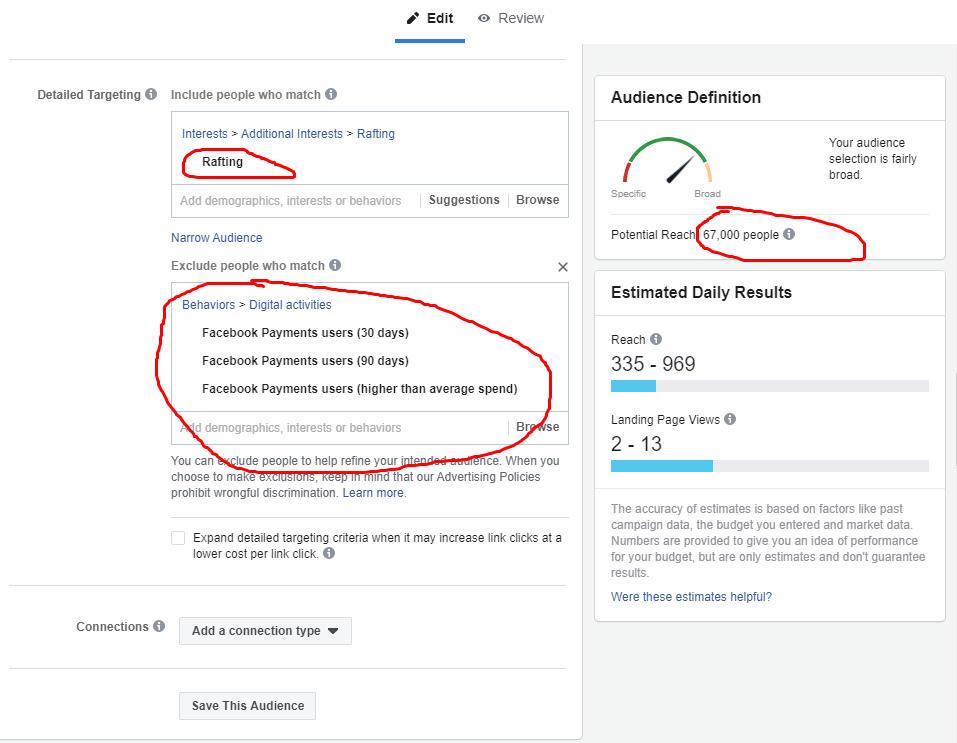 Edit
Review
Detailed Targeting
Include people who match
Interests > Additional Interests > Rafting
Rafting
Add demographics, interests or behaviors
Suggestions
Browse
Narrow Audience
Exclude people who match
Behaviors > Digital activities
Facebook Payments users (30 days)
Facebook Payments users (90 days)
Facebook Payments users (higher than average spend)
Add demographics, interests or behaviors
Browse
You can exclude people to help refine your intended audience. When you
choose to make exclusions, keep in mind that our Advertising Policies
prohibit wrongful discrimination. Learn more.
Expand detailed targeting criteria when it may increase link clicks at a
lower cost per link click.
Connections
Add a connection type
Save This Audience
Audience Definition
Specific
Broad
Your audience
selection is fairly
broad.
Potential Reach: 67,000 people
Estimated Daily Results
Reach
335 - 969
Landing Page Views
2 - 13
The accuracy of estimates is based on factors like past
campaign data, the budget you entered and market data.
Numbers are provided to give you an idea of performance
for your budget, but are only estimates and don't guarantee
results.
Were these estimates helpful?